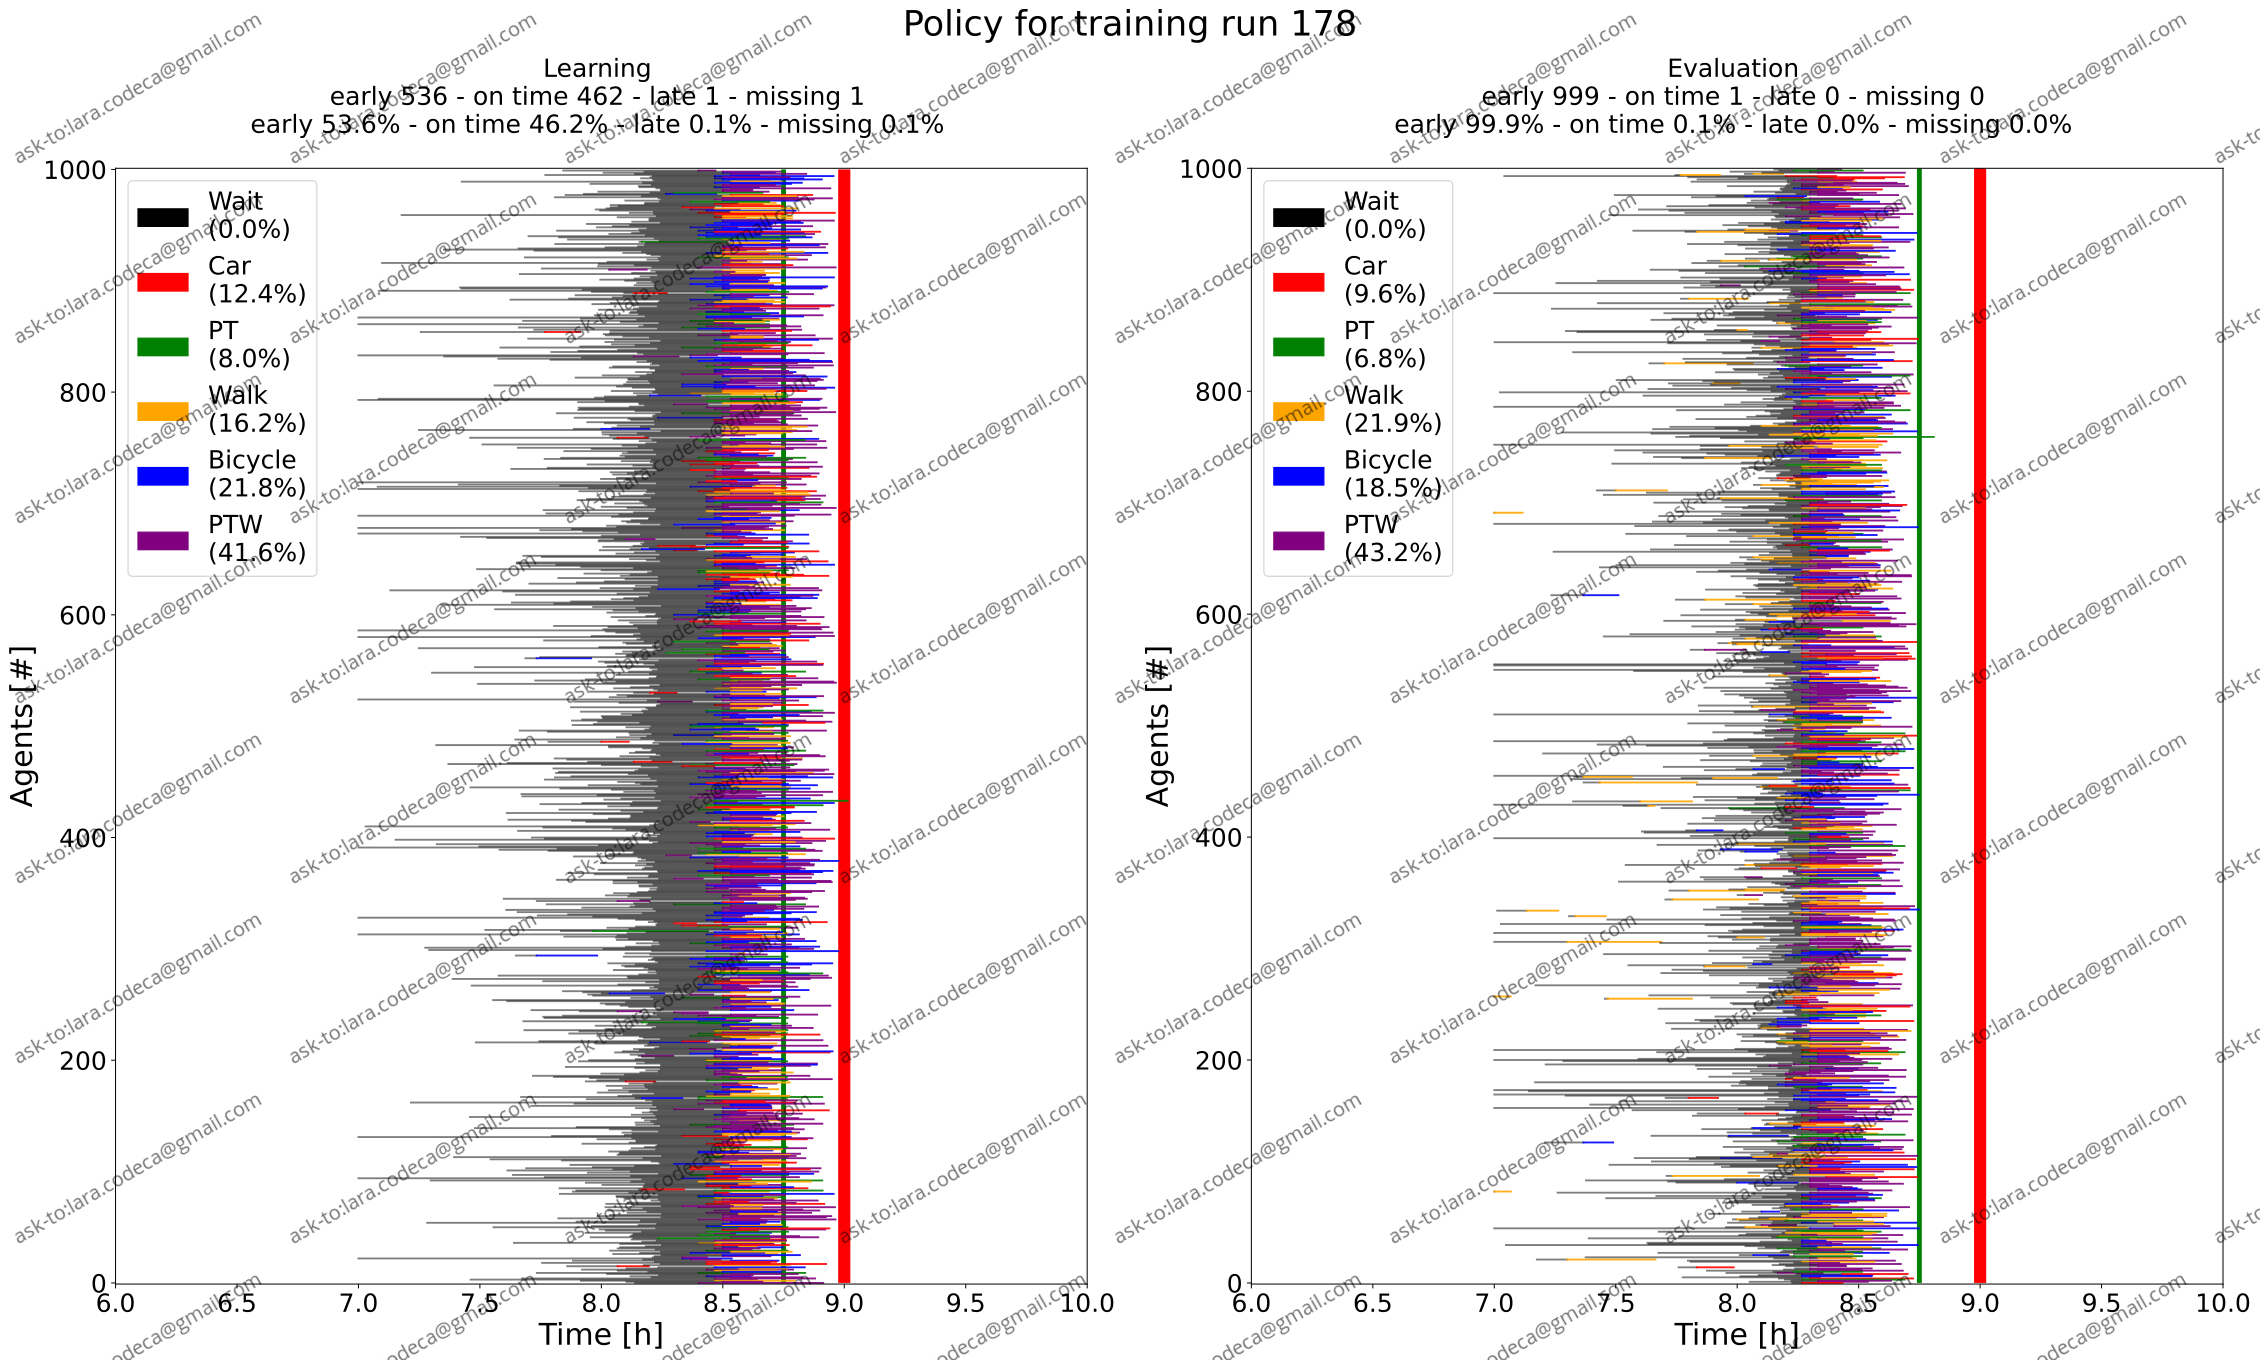 Policy for training run 178
Learning
early 536 - on time 462 - late 1 - missing 1
early 53.6% - on time 46.2% - late 0.1% - missing 0.1%
Evaluation
early 999 - on time 1 - late 0 - missing 0
early 99.9% - on time 0.1% - late 0.0% - missing 0.0%
1000
800
600
400
200
0
Agents [#]
Wait
(0.0%)
Car
(12.4%)
PT
(8.0%)
Walk
(16.2%)
Bicycle
(21.8%)
PTW
(41.6%)
6.0 6.5 7.0 7.5 8.0 8.5 9.0 9.5 10.0
Time [h]
1000
800
600
400
200
0
Agents [#]
Wait
(0.0%)
Car
(9.6%)
PT
(6.8%)
Walk
(21.9%)
Bicycle
(18.5%)
PTW
(43.2%)
6.0 6.5 7.0 7.5 8.0 8.5 9.0 9.5 10.0
Time [h]
ask-to:lara.codeca@gmail.com